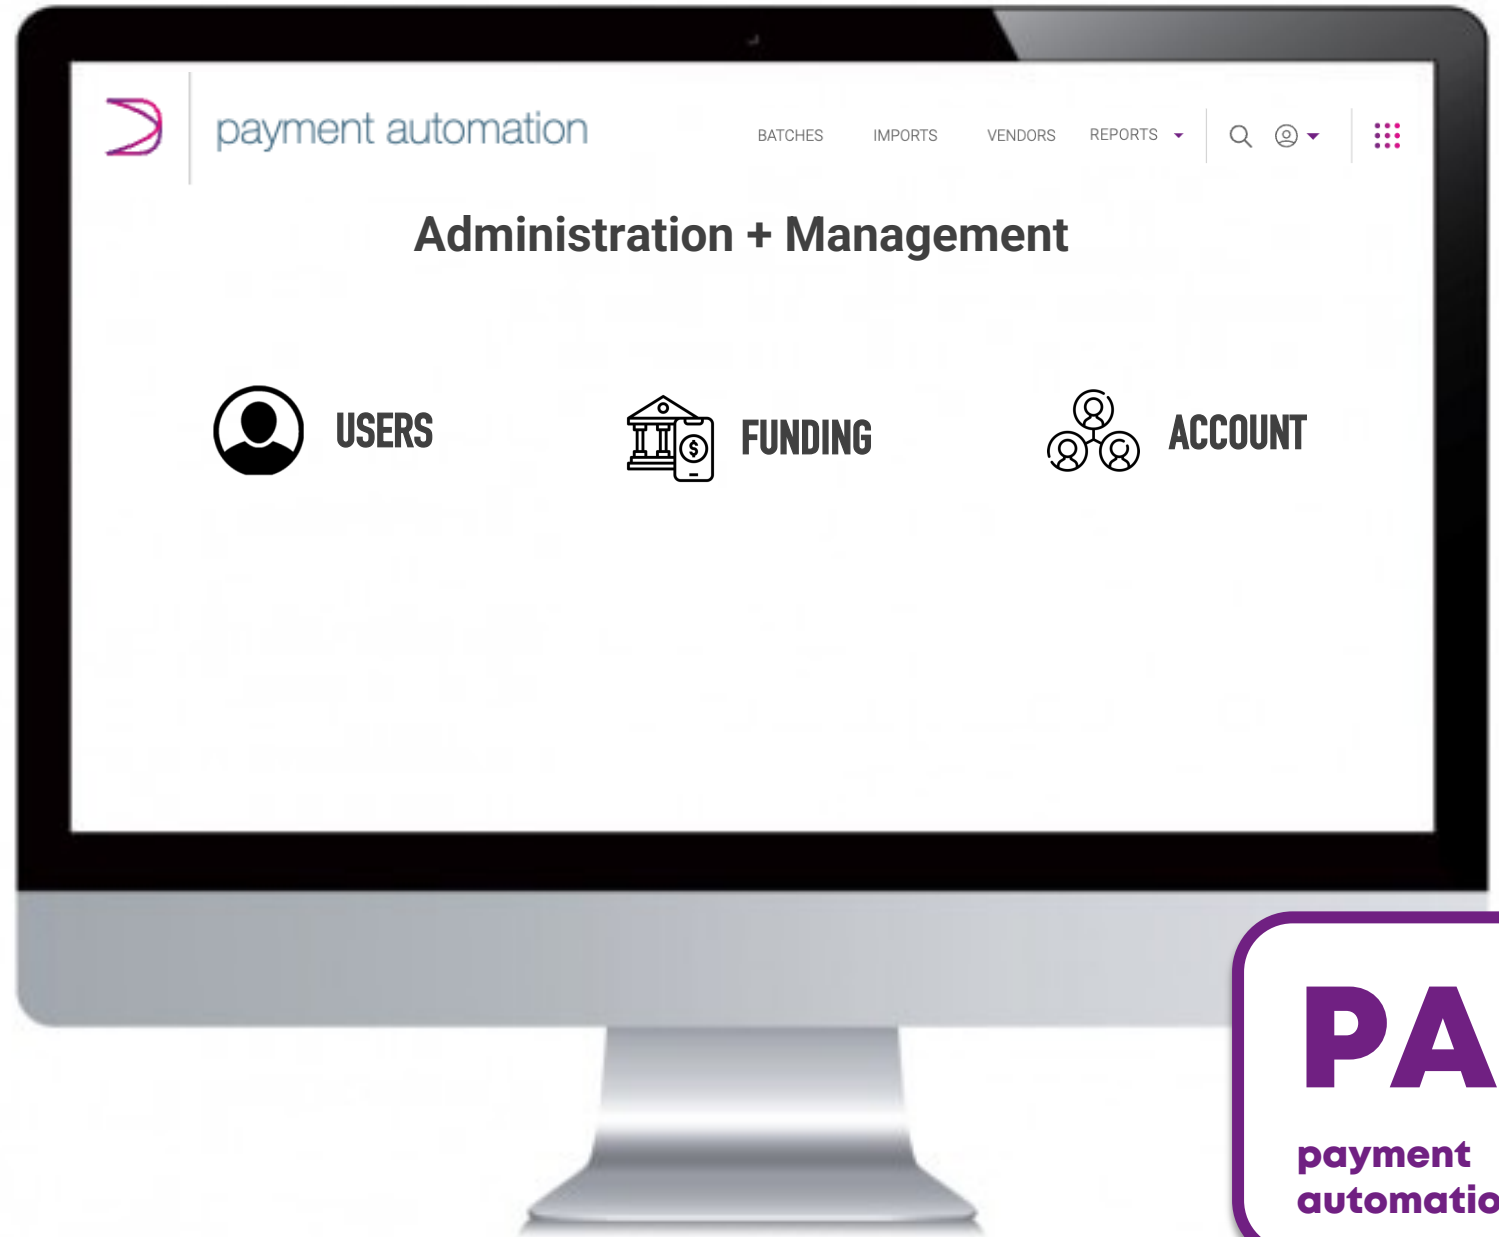 payment automation
BATCHES IMPORTS VENDORS REPORTS
Administration + Management
USERS
FUNDING
$
ACCOUNT
PA
payment
automatio